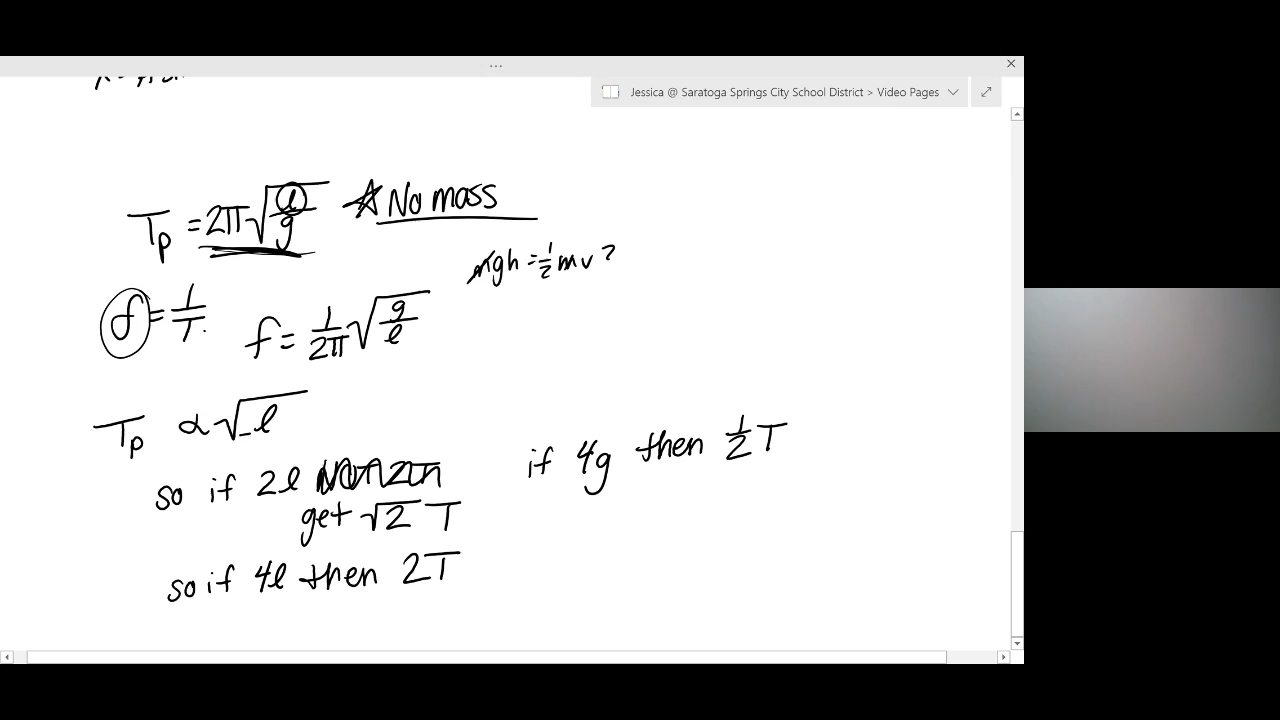 Jessica @ Saratoga Springs City School District > Video Pages
Tp = 2π√(l/g) ☆ No mass
mgh = ½mv²
f = 1/T. f = 1/2π √(g/l)
Tp α √l
so if 2l
get √2 T
if 4g then ½T
so if 4l then 2T